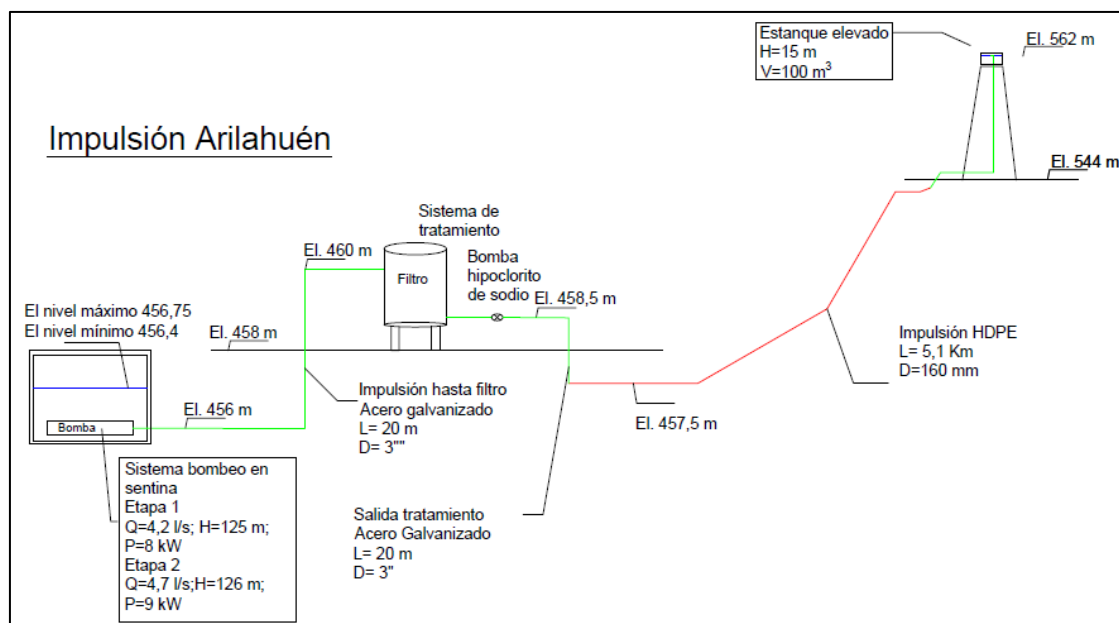 Impulsión Arilahuén
Estanque elevado
H=15 m
V=100 m³
El. 562 m
El. 544 m
Sistema de
tratamiento
El. 460 m
Filtro
Bomba
hipoclorito
de sodio
El. 458,5 m
El nivel máximo 456,75
El nivel mínimo 456,4
El. 458 m
Bomba
El. 456 m
Impulsión hasta filtro
Acero galvanizado
L= 20 m
D= 3""
El. 457,5 m
Impulsión HDPE
L= 5,1 Km
D=160 mm
Sistema bombeo en
sentina
Etapa 1
Q=4,2 l/s; H=125 m;
P=8 kW
Etapa 2
Q=4,7 l/s;H=126 m;
P=9 kW
Salida tratamiento
Acero Galvanizado
L= 20 m
D= 3"